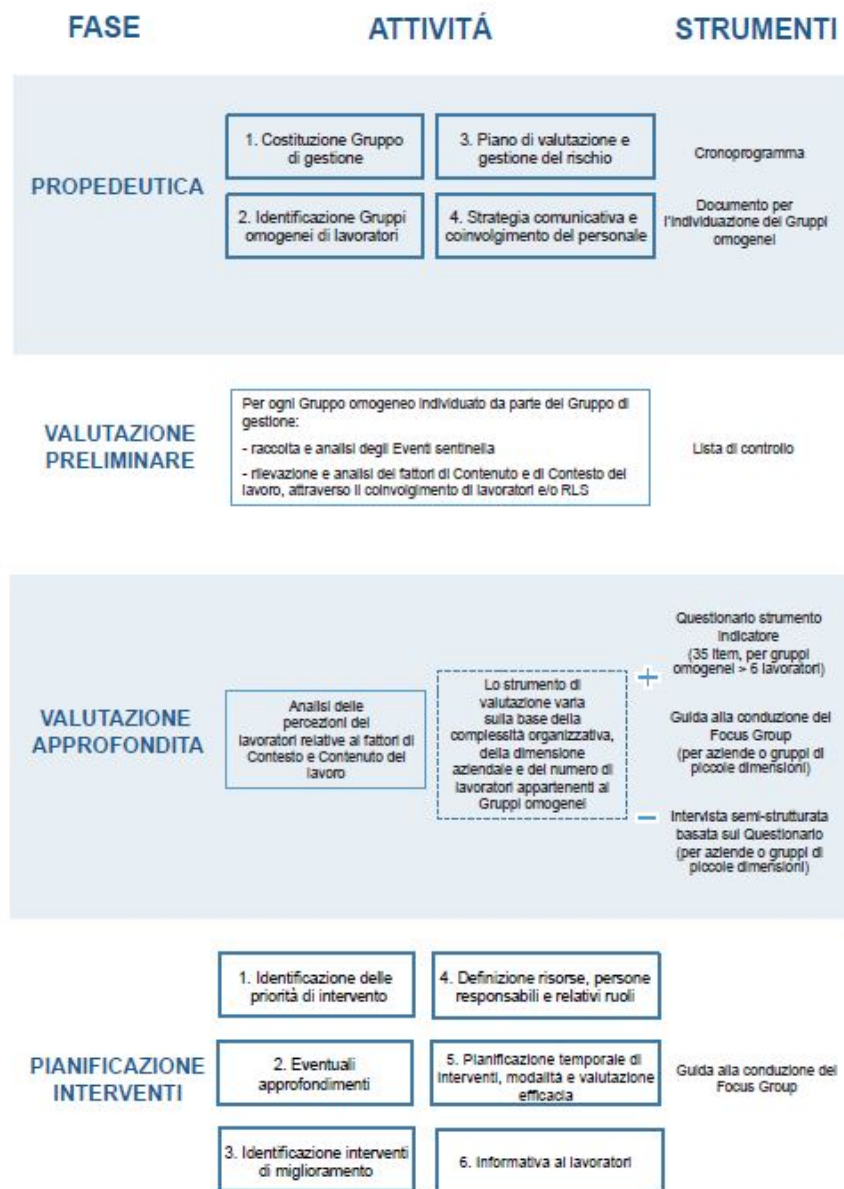 FASE
ATTIVITÁ
STRUMENTI
PROPEDEUTICA
1. Costituzione Gruppo
di gestione
3. Piano di valutazione e
gestione del rischio
2. Identificazione Gruppi
omogenei di lavoratori
4. Strategia comunicativa e
coinvolgimento del personale
Cronoprogramma
Documento per
l'individuazione dei Gruppi
omogenei
VALUTAZIONE
PRELIMINARE
Per ogni Gruppo omogeneo individuato da parte del Gruppo di
gestione:
- raccolta e analisi degli Eventi sentinella
- rilevazione e analisi dei fattori di Contenuto e di Contesto del
lavoro, attraverso il coinvolgimento di lavoratori e/o RLS
Lista di controllo
VALUTAZIONE
APPROFONDITA
Analisi delle
percezioni dei
lavoratori relative ai fattori di
Contesto e Contenuto del
lavoro
Lo strumento di
valutazione varia
sulla base della
complessità organizzativa,
della dimensione
aziendale e del numero di
lavoratori appartenenti ai
Gruppi omogenei
+
−
Questionario strumento
indicatore
(35 item, per gruppi
omogenei > 6 lavoratori)
Guida alla conduzione del
Focus Group
(per aziende o gruppi di
piccole dimensioni)
Intervista semi-strutturata
basata sul Questionario
(per aziende o gruppi di
piccole dimensioni)
PIANIFICAZIONE
INTERVENTI
1. Identificazione delle
priorità di intervento
4. Definizione risorse, persone
responsabili e relativi ruoli
2. Eventuali
approfondimenti
5. Pianificazione temporale di
interventi, modalità e valutazione
efficacia
3. Identificazione interventi
di miglioramento
6. Informativa ai lavoratori
Guida alla conduzione del
Focus Group